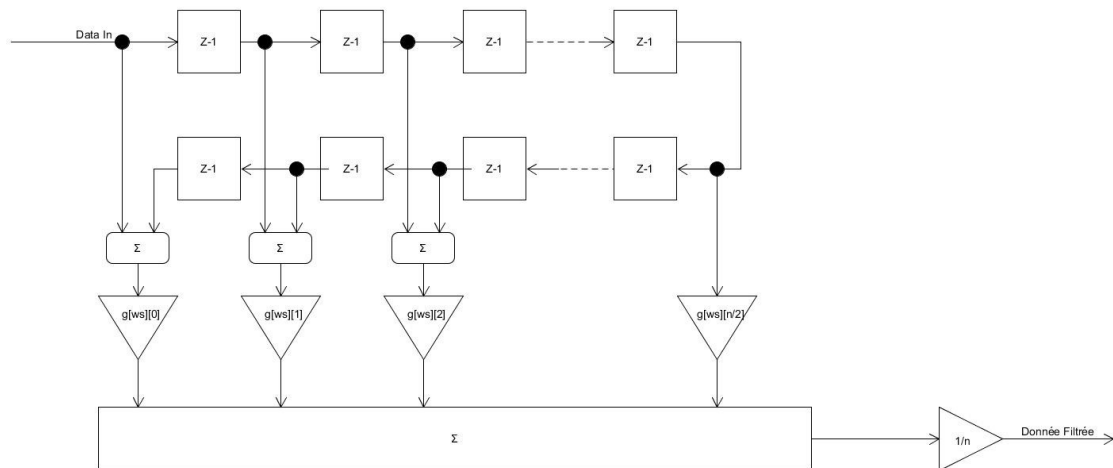 Data In
Z-1
Z-1
Z-1
Z-1
Z-1
Z-1
Z-1
Z-1
Σ
Σ
Σ
g[ws][0]
g[ws][1]
g[ws][2]
g[ws][n/2]
Σ
1/n
Donnée Filtrée